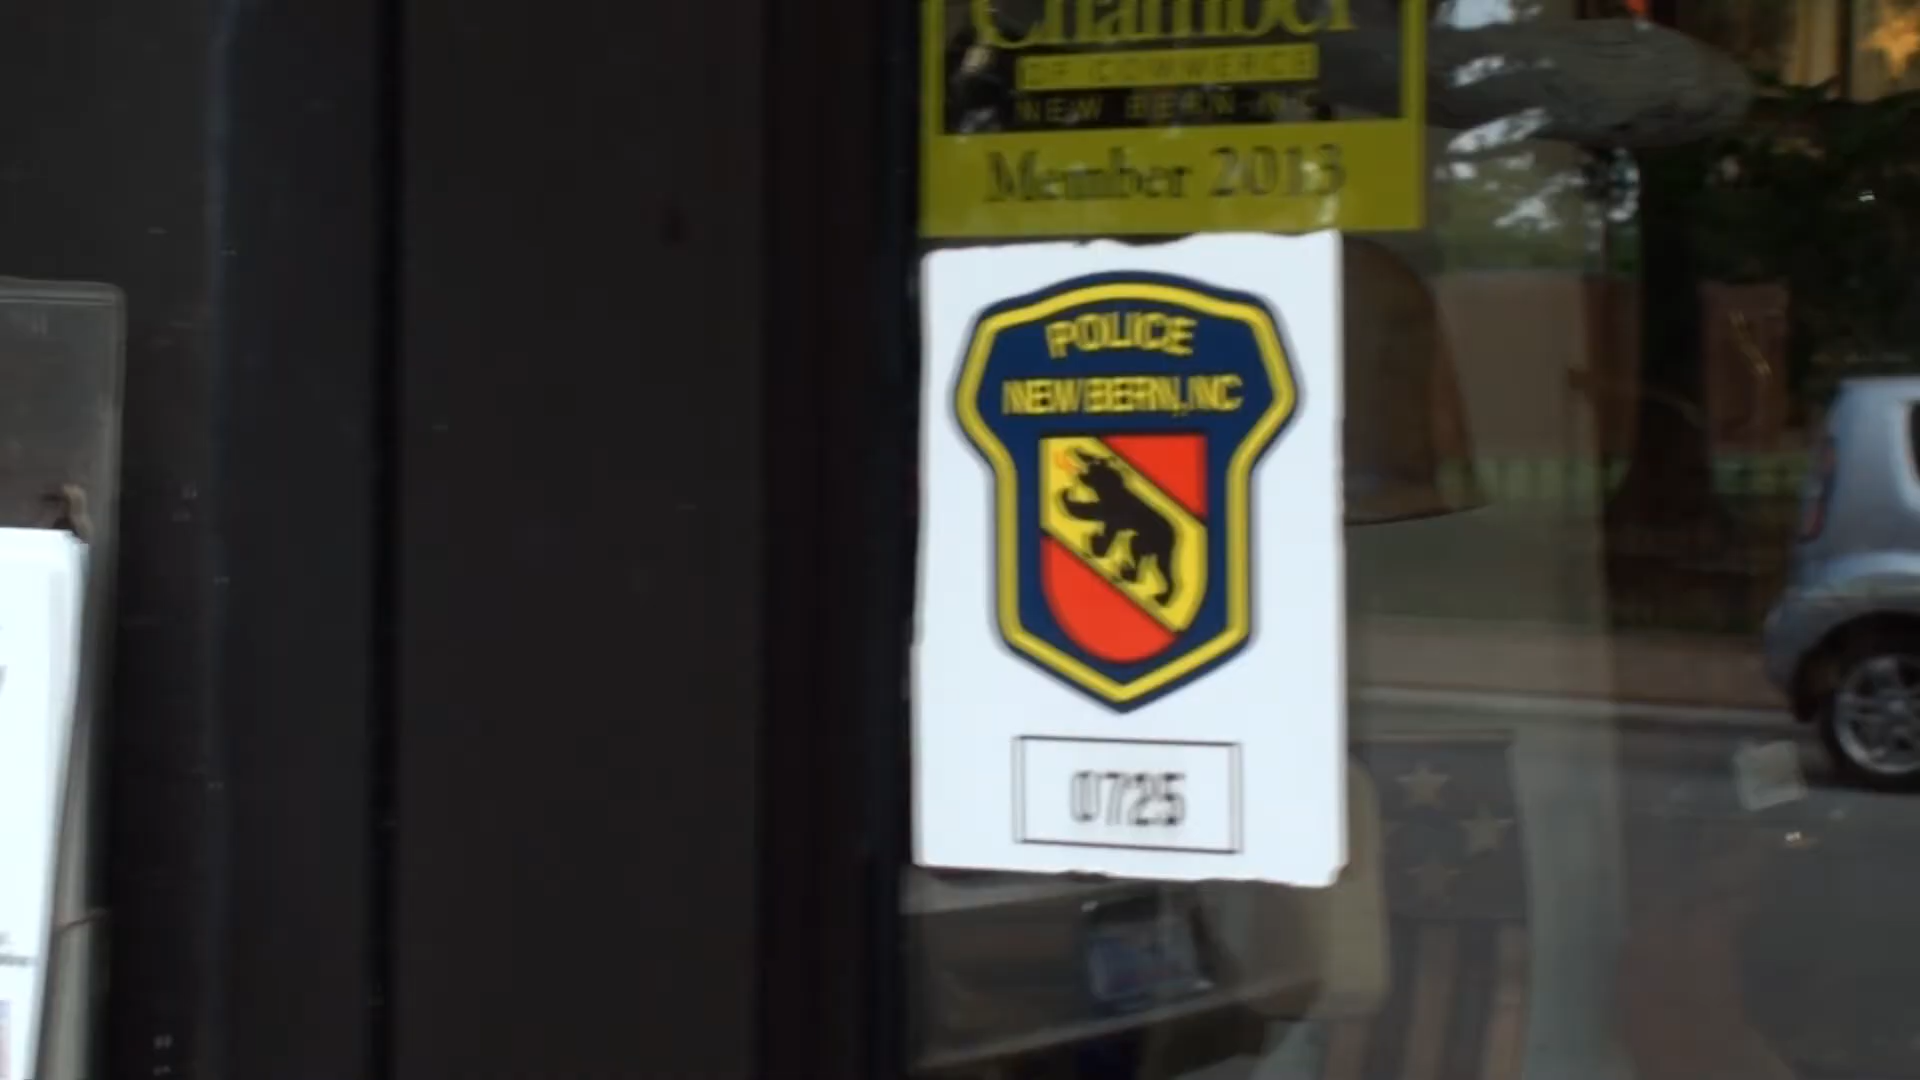 Chamber
OF COMMERCE
NEW BERN NC
Member 2013
POLICE
NEW BERN, NC
0725